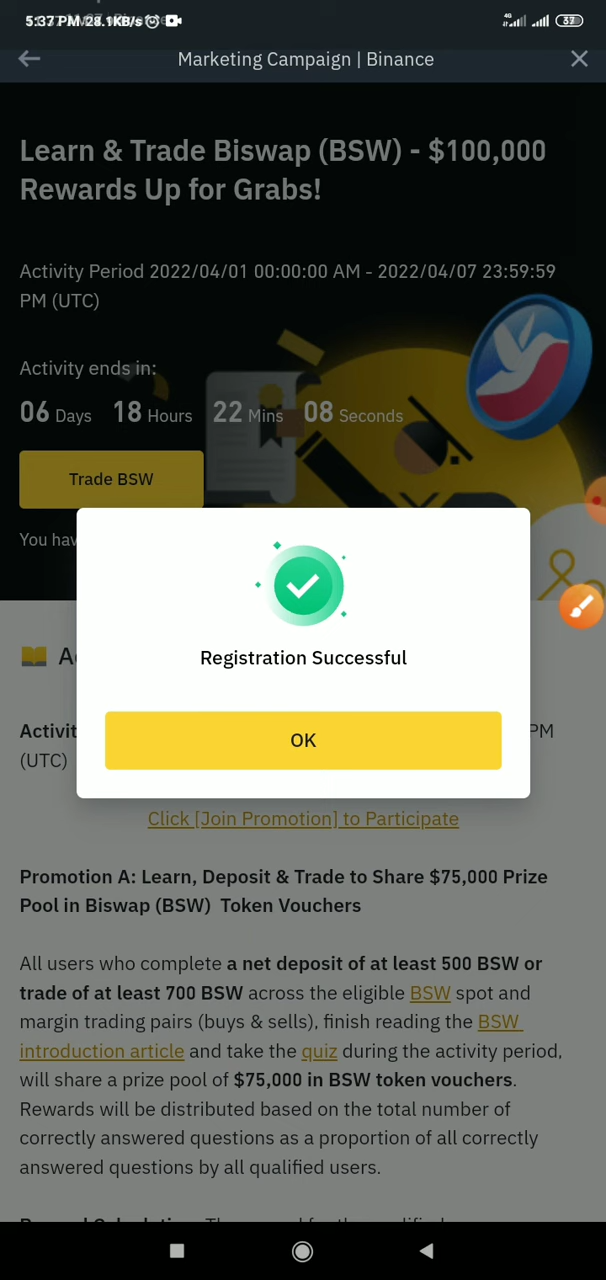 5:37 PM 28.1KB/s
4G
37
Marketing Campaign | Binance
Learn & Trade Biswap (BSW) - $100,000
Rewards Up for Grabs!
Activity Period 2022/04/01 00:00:00 AM - 2022/04/07 23:59:59
PM (UTC)
Activity ends in:
06 Days 18 Hours 22 Mins 08 Seconds
Trade BSW
You hav
Registration Successful
OK
A
Activit PM
(UTC)
Click [Join Promotion] to Participate
Promotion A: Learn, Deposit & Trade to Share $75,000 Prize
Pool in Biswap (BSW) Token Vouchers
All users who complete a net deposit of at least 500 BSW or
trade of at least 700 BSW across the eligible BSW spot and
margin trading pairs (buys & sells), finish reading the BSW
introduction article and take the quiz during the activity period,
will share a prize pool of $75,000 in BSW token vouchers.
Rewards will be distributed based on the total number of
correctly answered questions as a proportion of all correctly
answered questions by all qualified users.